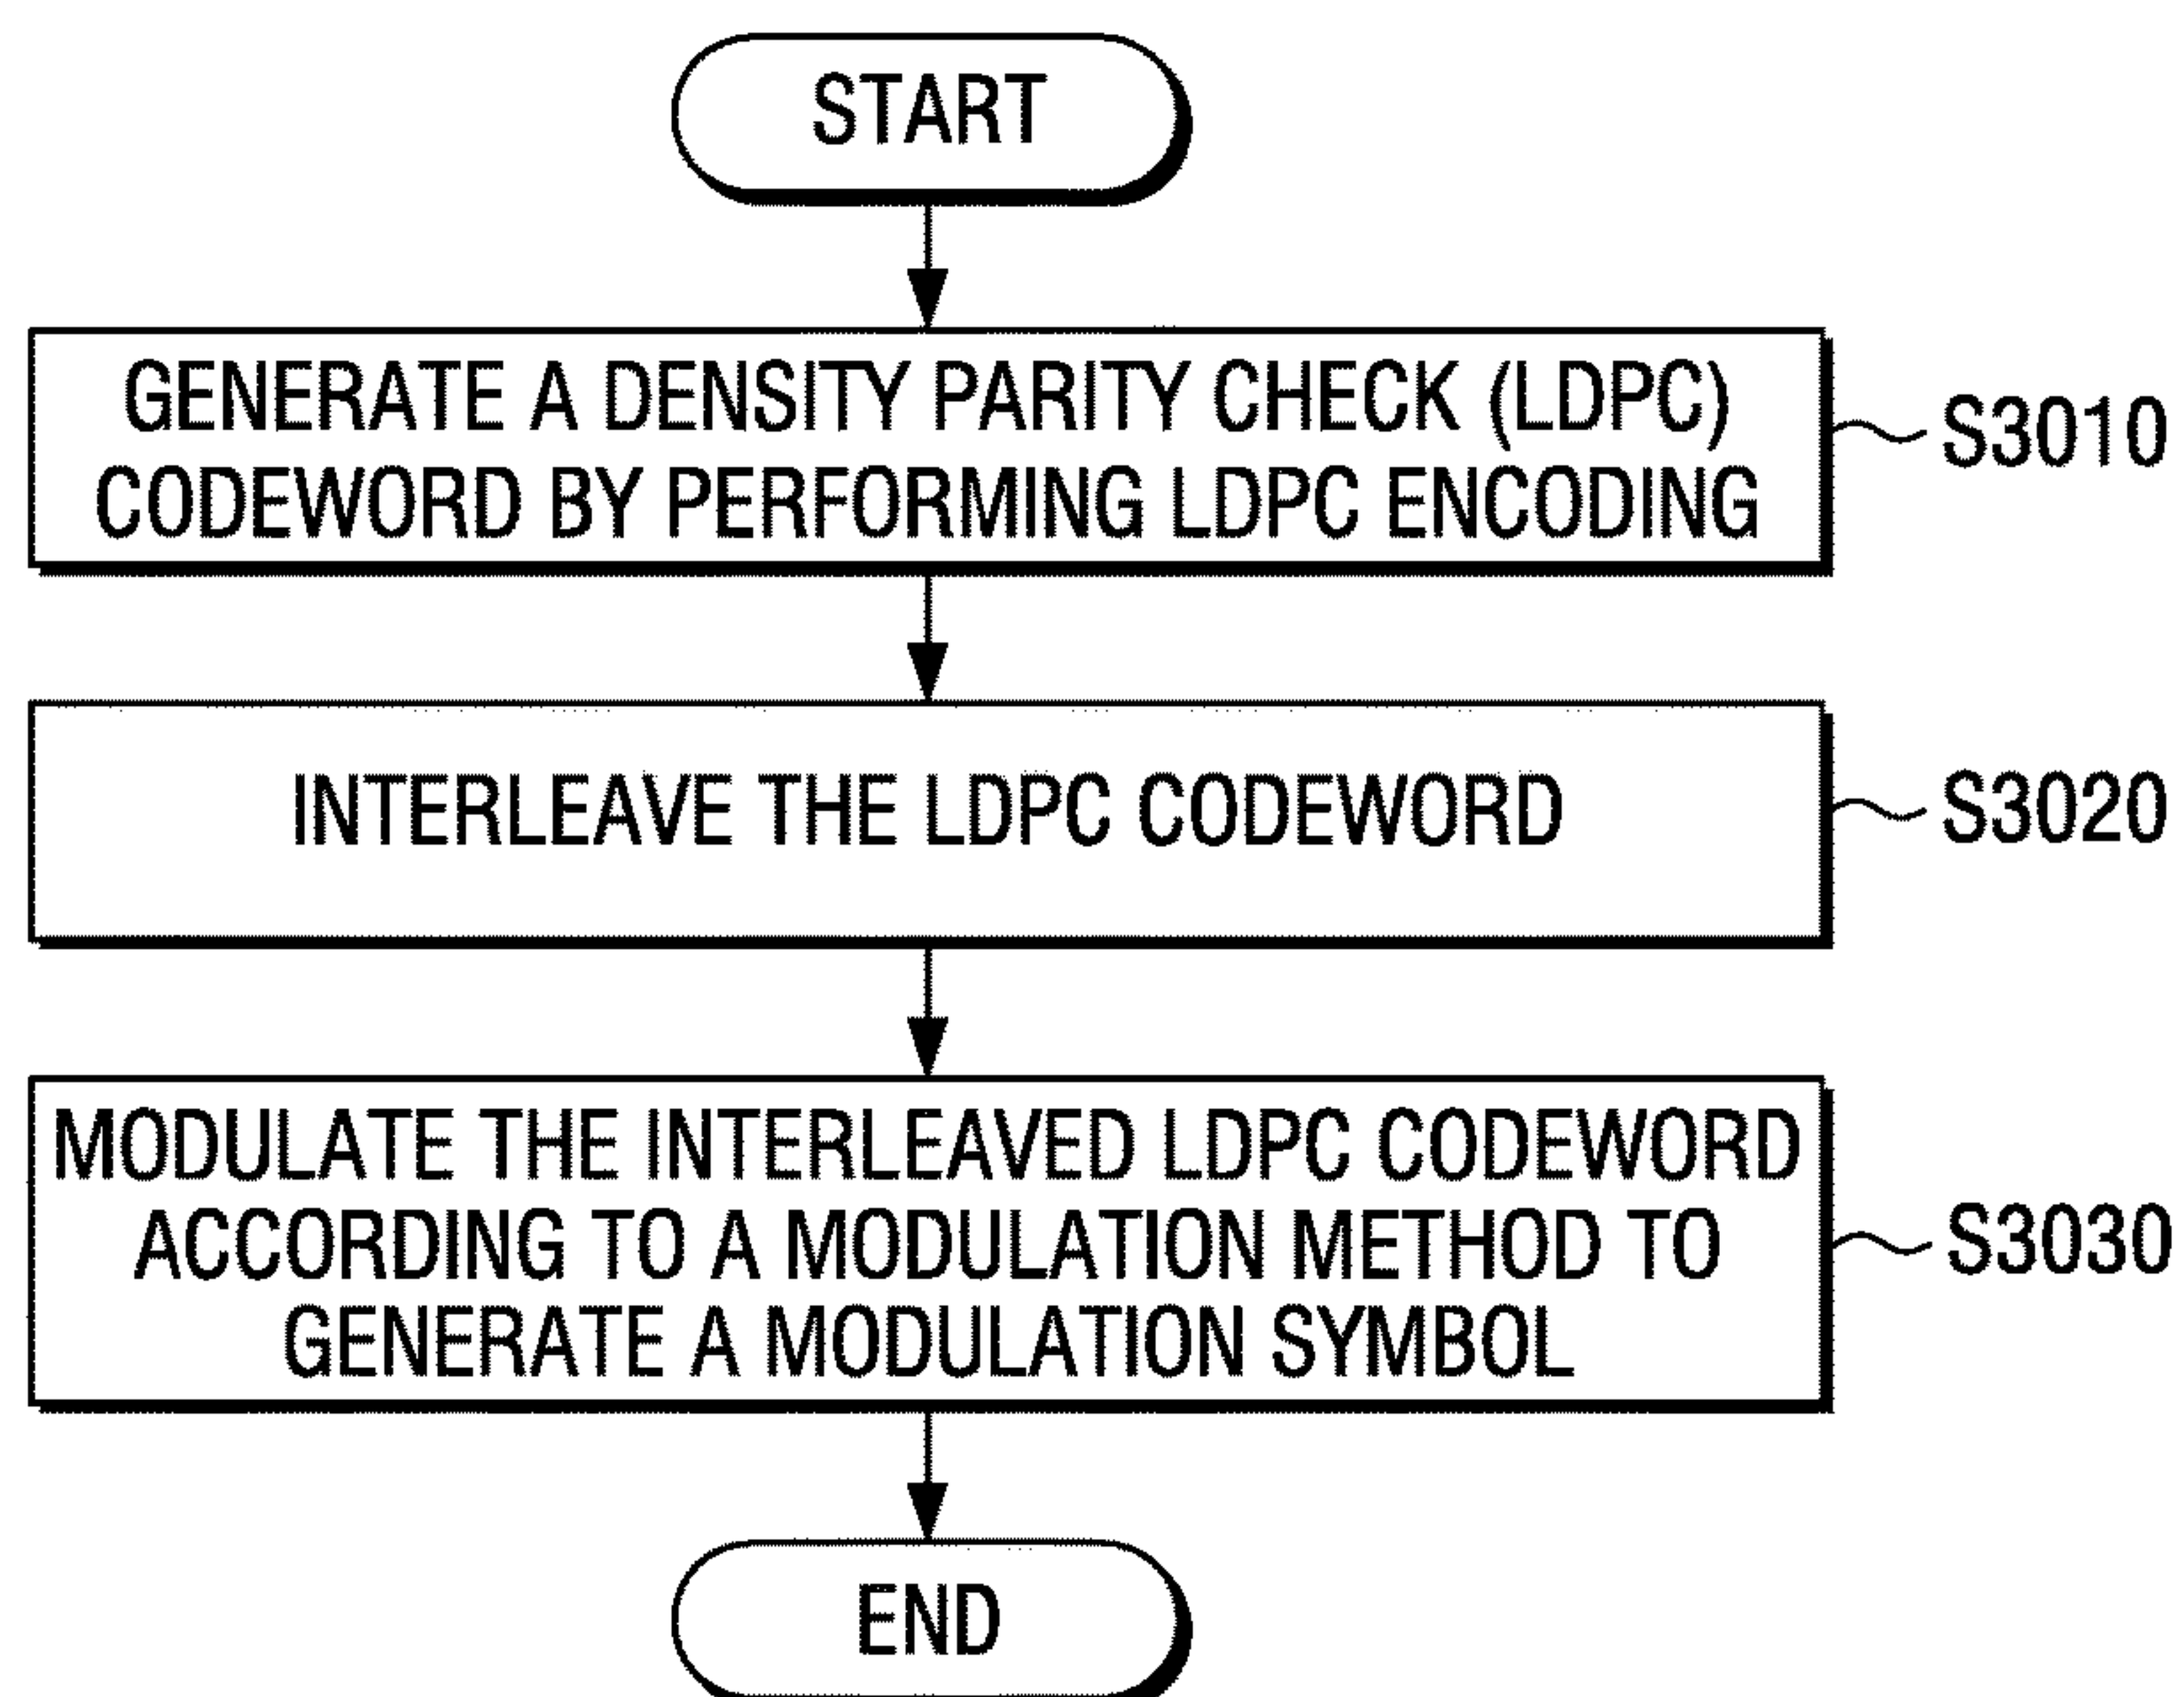 START
GENERATE A DENSITY PARITY CHECK (LDPC)
CODEWORD BY PERFORMING LDPC ENCODING
S3010
INTERLEAVE THE LDPC CODEWORD
S3020
MODULATE THE INTERLEAVED LDPC CODEWORD
ACCORDING TO A MODULATION METHOD TO
GENERATE A MODULATION SYMBOL
S3030
END